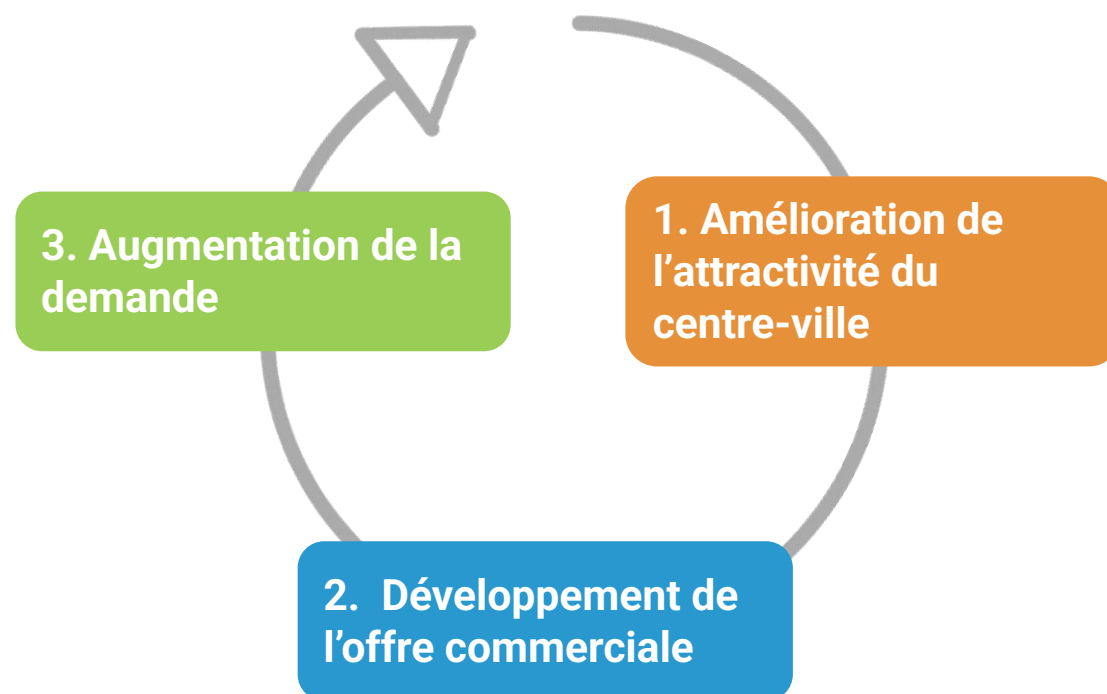 1. Amélioration de
l’attractivité du
centre-ville
2.  Développement de
l’offre commerciale
3. Augmentation de la
demande